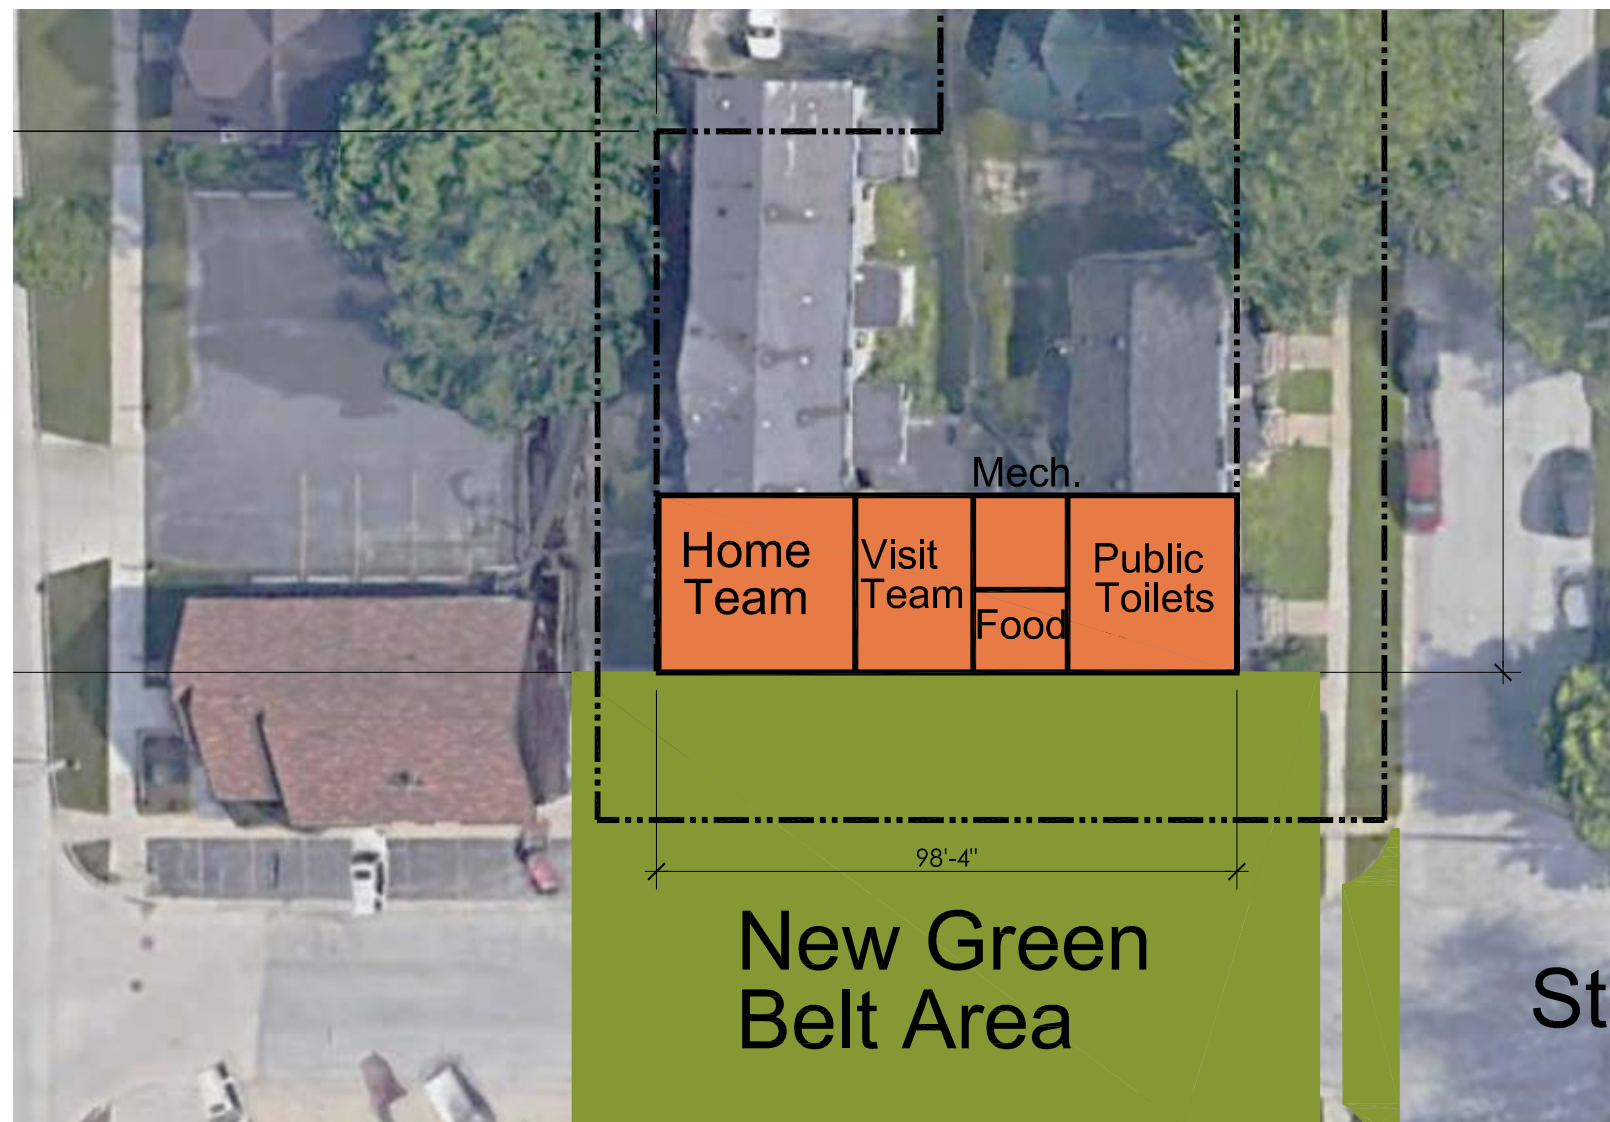 Mech.
Home
Team
Visit
Team
Food
Public
Toilets
98'-4"
New Green
Belt Area
St